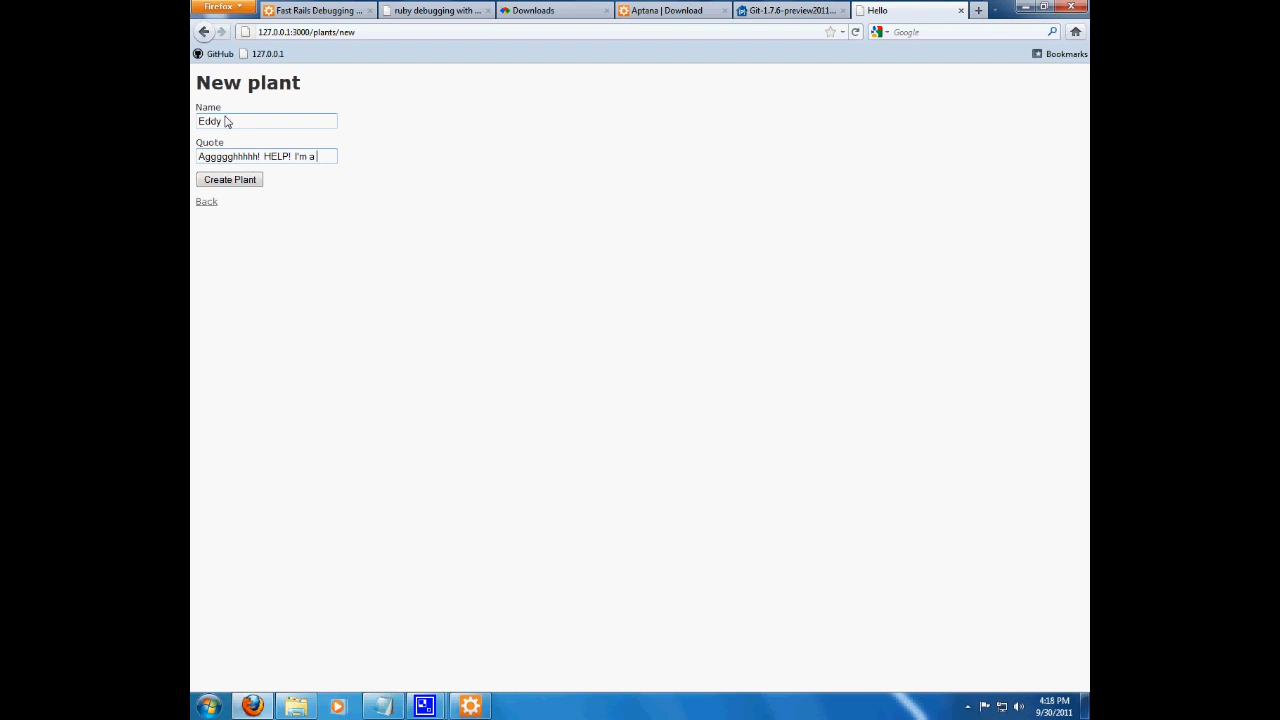 Firefox
Fast Rails Debugging ...
ruby debugging with ...
Downloads
Aptana | Download
Git-1.7.6-preview2011...
Hello
127.0.0.1:3000/plants/new
Google
GitHub
127.0.0.1
Bookmarks
New plant
Name
Eddy
Quote
Aggggghhhhh! HELP! I'm a
Create Plant
Back
4:18 PM
9/30/2011